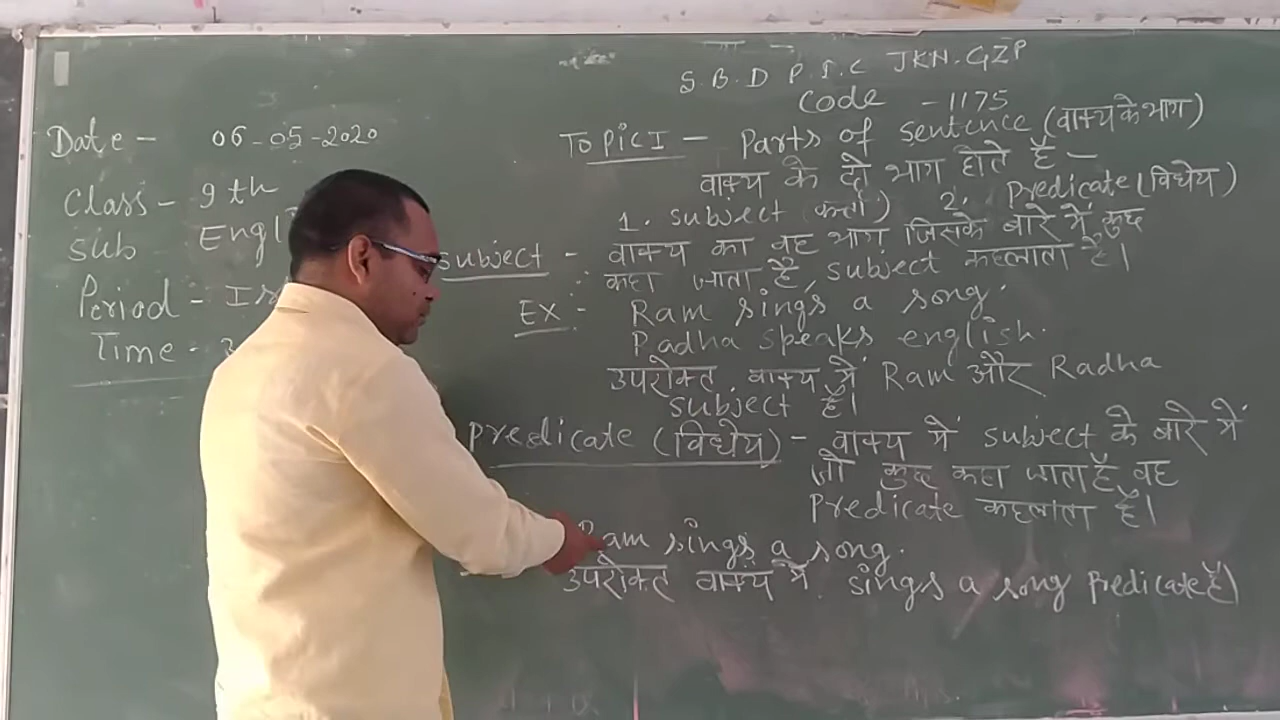 S.B.D P.I.C JKN.GZP
Code - 1175
Date - 06-05-2020
Class - 9th
Sub Engl
Period - Is
Time -
Topic I - Parts of sentence (वाक्य के भाग)
वाक्य के दो भाग होते हैं -
1. subject (कर्ता) 2. Predicate (विधेय)
subject - वाक्य का वह भाग जिसके बारे में कुछ
कहा जाता है, subject कहलाता है।
Ex:- Ram sings a song.
Radha speaks english.
उपरोक्त वाक्य में Ram और Radha
subject है।
Predicate (विधेय) - वाक्य में subject के बारे में
जो कुछ कहा जाता है वह
Predicate कहलाता है।
Ram sings a song.
उपरोक्त वाक्य में sings a song Predicate है।